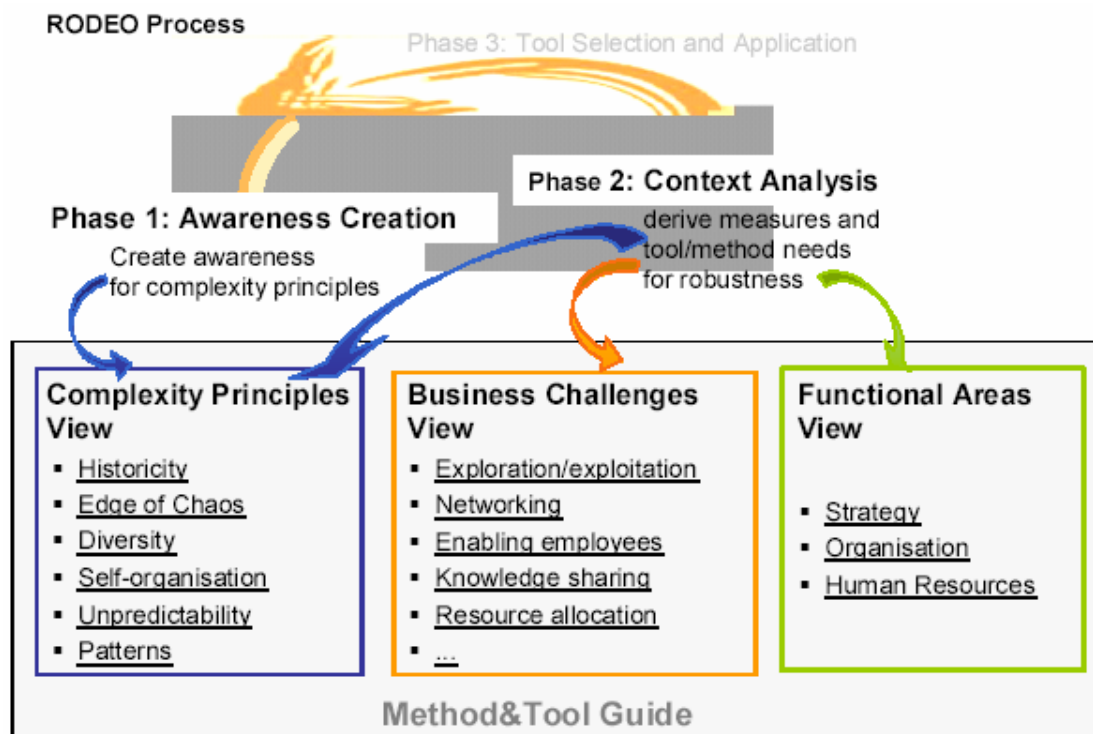 RODEO Process
Phase 3: Tool Selection and Application
Phase 2: Context Analysis
derive measures and
tool/method needs
for robustness
Phase 1: Awareness Creation
Create awareness
for complexity principles
Complexity Principles
View
▪ Historicity
▪ Edge of Chaos
▪ Diversity
▪ Self-organisation
▪ Unpredictability
▪ Patterns
Business Challenges
View
▪ Exploration/exploitation
▪ Networking
▪ Enabling employees
▪ Knowledge sharing
▪ Resource allocation
▪ ...
Functional Areas
View
▪ Strategy
▪ Organisation
▪ Human Resources
Method&Tool Guide